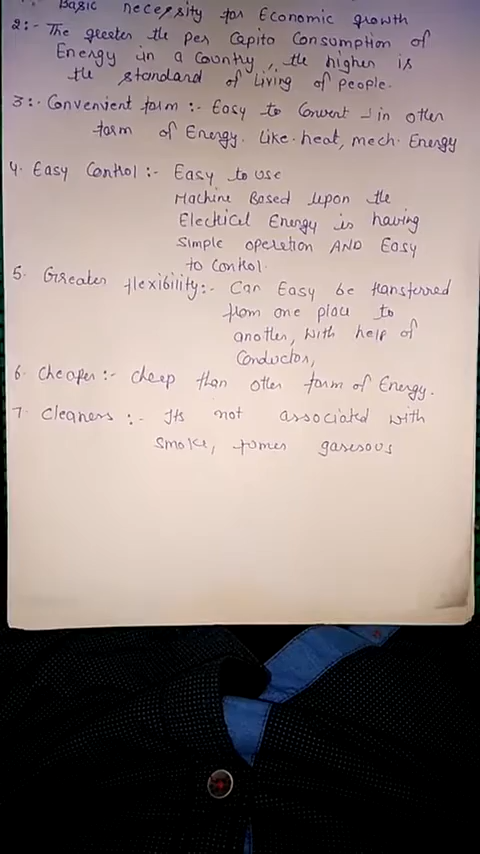 Basic necessity for Economic growth
2:- The greater the per Capita Consumption of
Energy in a Country, the higher is
the standard of Living of people.
3:- Convenient form :- Easy to Convert in other
form of Energy. Like heat, mech. Energy
4. Easy Control :- Easy to use
Machine Based upon the
Electrical Energy is having
Simple operation AND Easy
to Control.
5. Greater flexibility:- Can Easy be transferred
from one place to
another, With help of
Conductor,
6. Cheaper :- Cheap than other form of Energy.
7. Cleaners :- Its not associated with
smoke, fumes gasesous